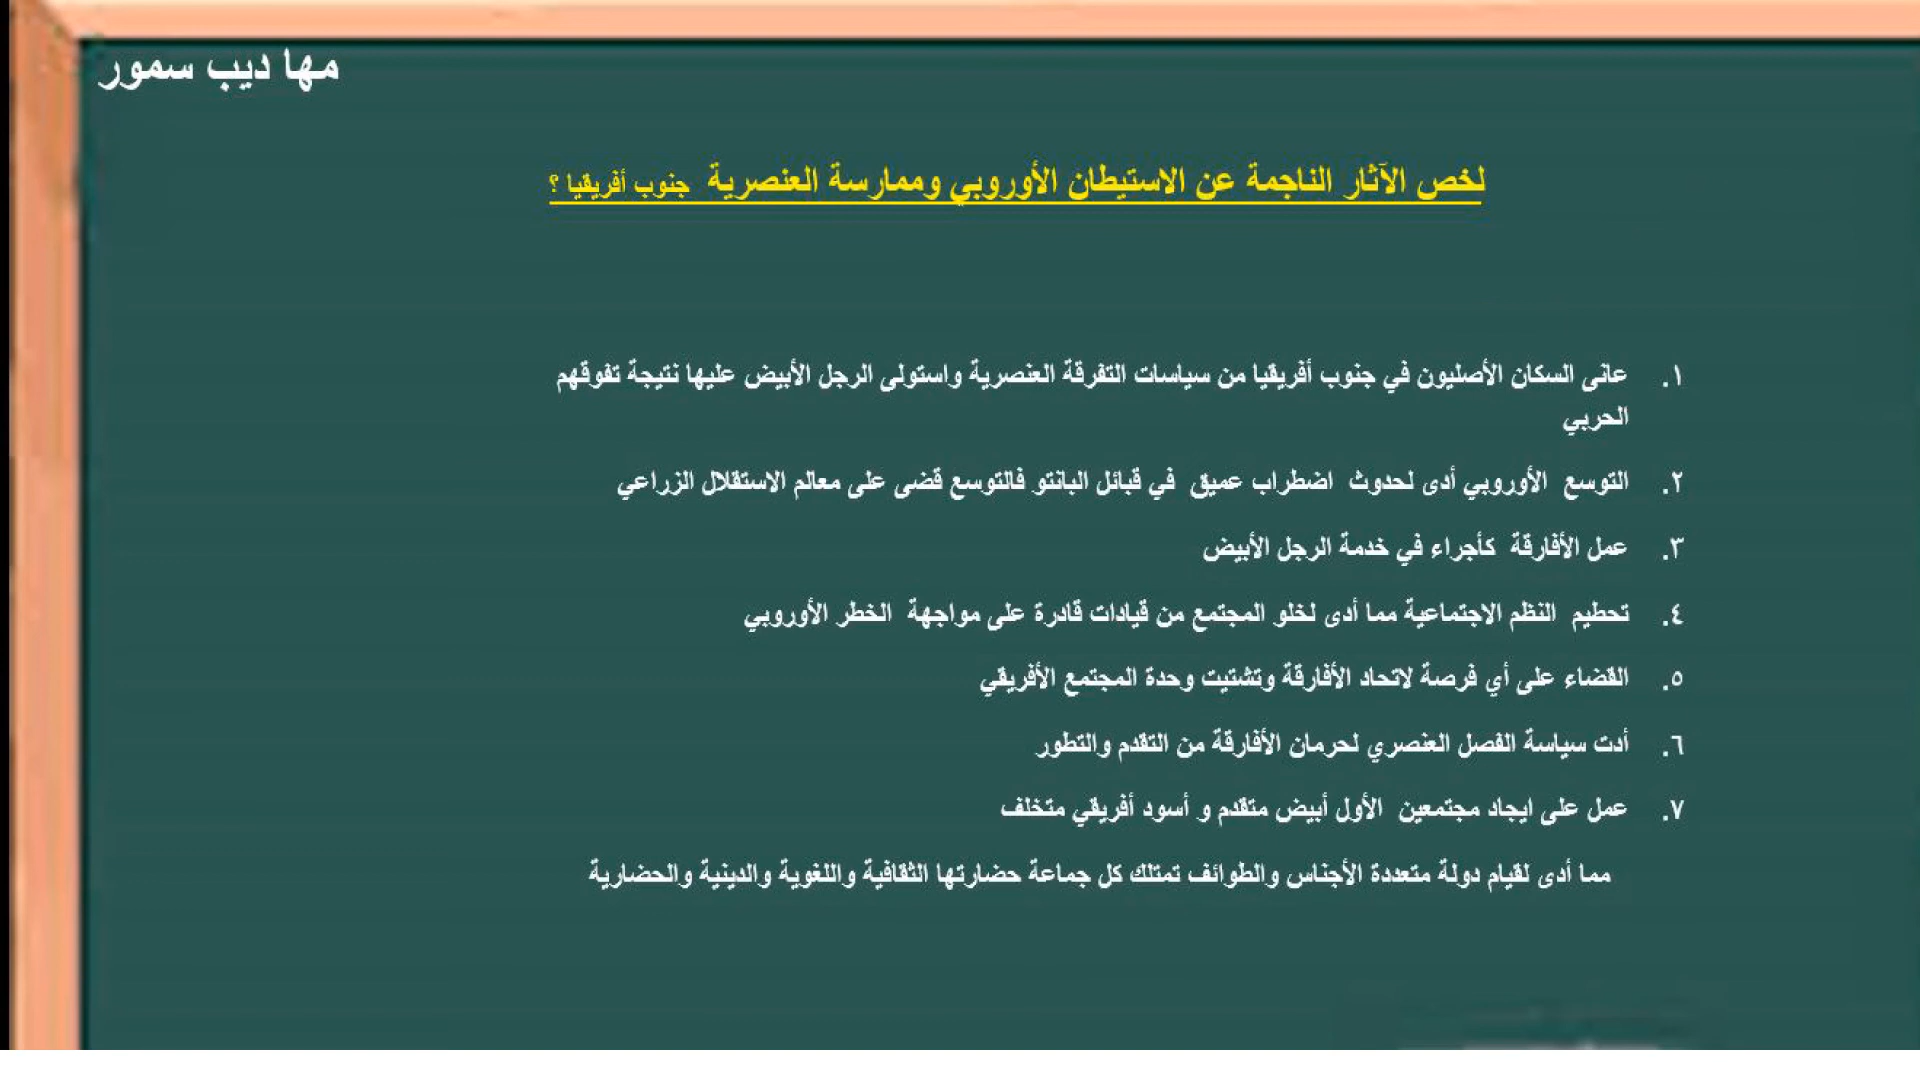 مها ديب سمور
لخص الآثار الناجمة عن الاستيطان الأوروبي وممارسة العنصرية جنوب أفريقيا ؟
١. عانى السكان الأصليون في جنوب أفريقيا من سياسات التفرقة العنصرية واستولى الرجل الأبيض عليها نتيجة تفوقهم
الحربي
٢. التوسع الأوروبي أدى لحدوث اضطراب عميق في قبائل البانتو فالتوسع قضى على معالم الاستقلال الزراعي
٣. عمل الأفارقة كأجراء في خدمة الرجل الأبيض
٤. تحطيم النظم الاجتماعية مما أدى لخلو المجتمع من قيادات قادرة على مواجهة الخطر الأوروبي
٥. القضاء على أي فرصة لاتحاد الأفارقة وتشتيت وحدة المجتمع الأفريقي
٦. أدت سياسة الفصل العنصري لحرمان الأفارقة من التقدم والتطور
٧. عمل على ايجاد مجتمعين الأول أبيض متقدم و أسود أفريقي متخلف
مما أدى لقيام دولة متعددة الأجناس والطوائف تمتلك كل جماعة حضارتها الثقافية واللغوية والدينية والحضارية